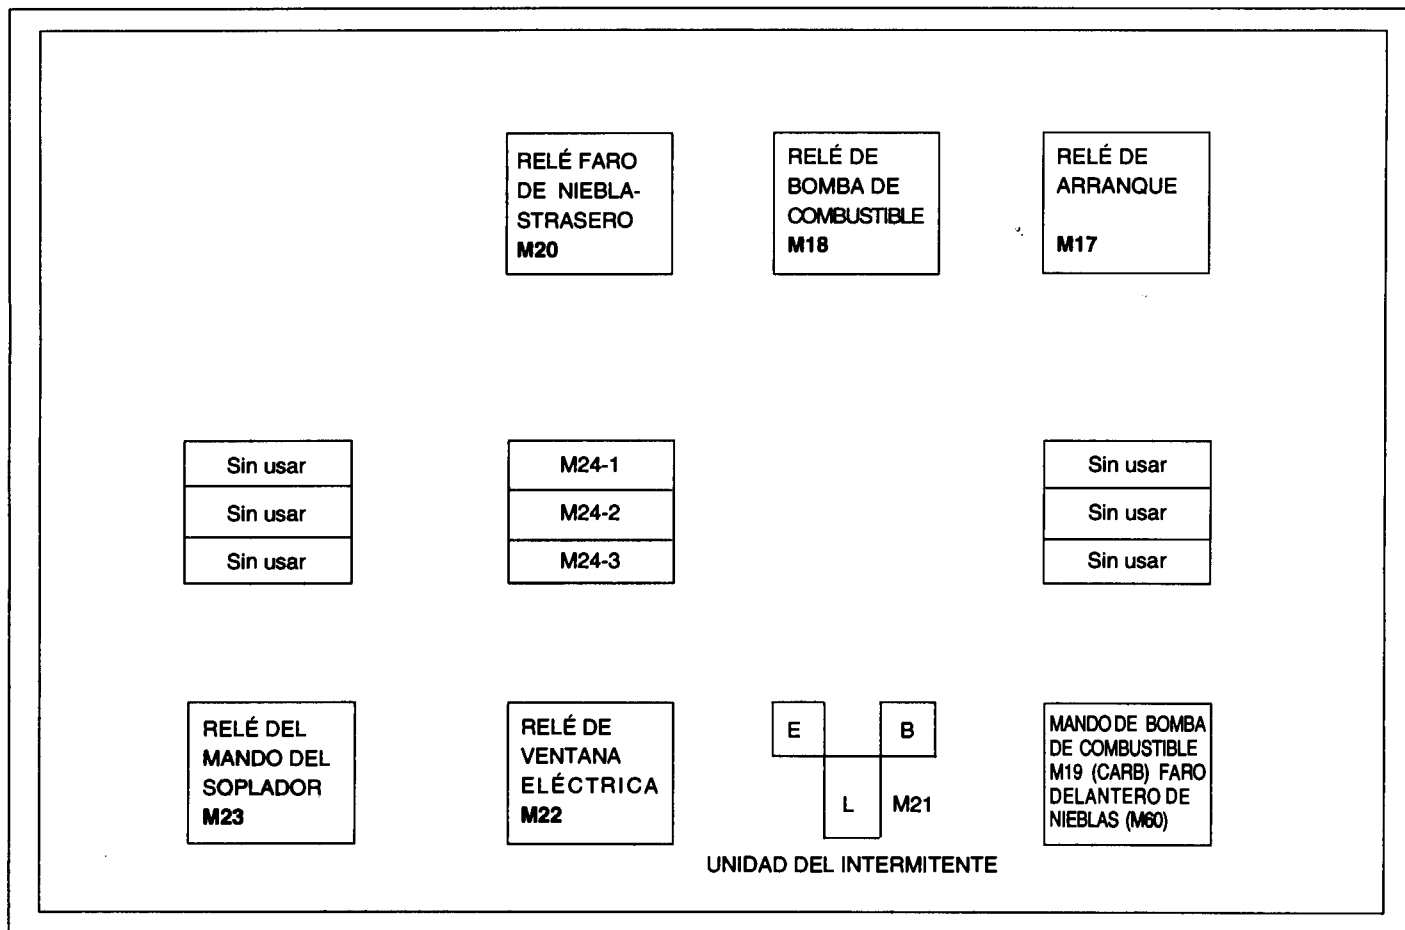 RELÉ FARO
DE NIEBLA-
STRASERO
M20
RELÉ DE
BOMBA DE
COMBUSTIBLE
M18
RELÉ DE
ARRANQUE
M17
Sin usar
Sin usar
Sin usar
M24-1
M24-2
M24-3
Sin usar
Sin usar
Sin usar
RELÉ DEL
MANDO DEL
SOPLADOR
M23
RELÉ DE
VENTANA
ELÉCTRICA
M22
E
B
L
M21
UNIDAD DEL INTERMITENTE
MANDO DE BOMBA
DE COMBUSTIBLE
M19 (CARB) FARO
DELANTERO DE
NIEBLAS (M60)